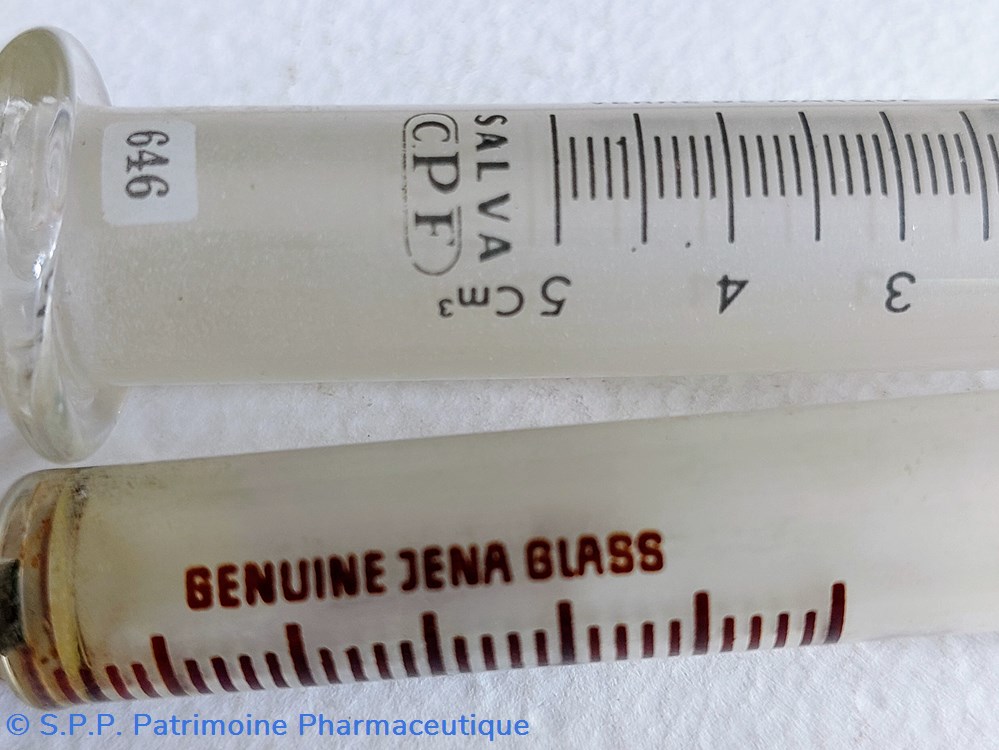 646
SALVA
CPF
5 Cm³
4
3
GENUINE JENA GLASS
© S.P.P. Patrimoine Pharmaceutique